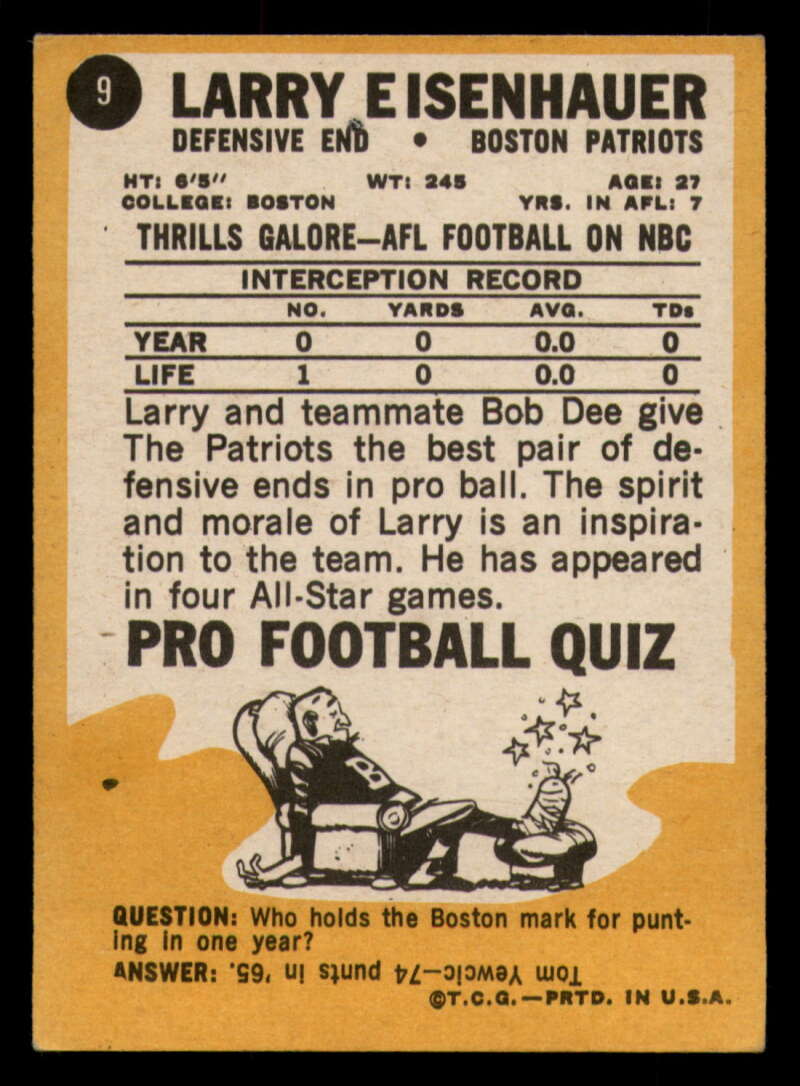 9
LARRY EISENHAUER
DEFENSIVE END • BOSTON PATRIOTS
HT: 6'5" WT: 245 AGE: 27
COLLEGE: BOSTON YRS. IN AFL: 7
THRILLS GALORE—AFL FOOTBALL ON NBC
INTERCEPTION RECORD
NO. YARDS AVG. TDs
YEAR 0 0 0.0 0
LIFE 1 0 0.0 0
Larry and teammate Bob Dee give
The Patriots the best pair of de-
fensive ends in pro ball. The spirit
and morale of Larry is an inspira-
tion to the team. He has appeared
in four All-Star games.
PRO FOOTBALL QUIZ
QUESTION: Who holds the Boston mark for punt-
ing in one year?
ANSWER: Tom Yewcic—74 punts in '65.
©T.C.G.—PRTD. IN U.S.A.